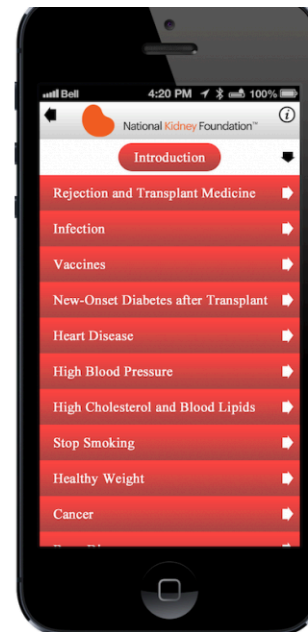 Bell 4:20 PM 100%
National Kidney Foundation™
Introduction
Rejection and Transplant Medicine
Infection
Vaccines
New-Onset Diabetes after Transplant
Heart Disease
High Blood Pressure
High Cholesterol and Blood Lipids
Stop Smoking
Healthy Weight
Cancer